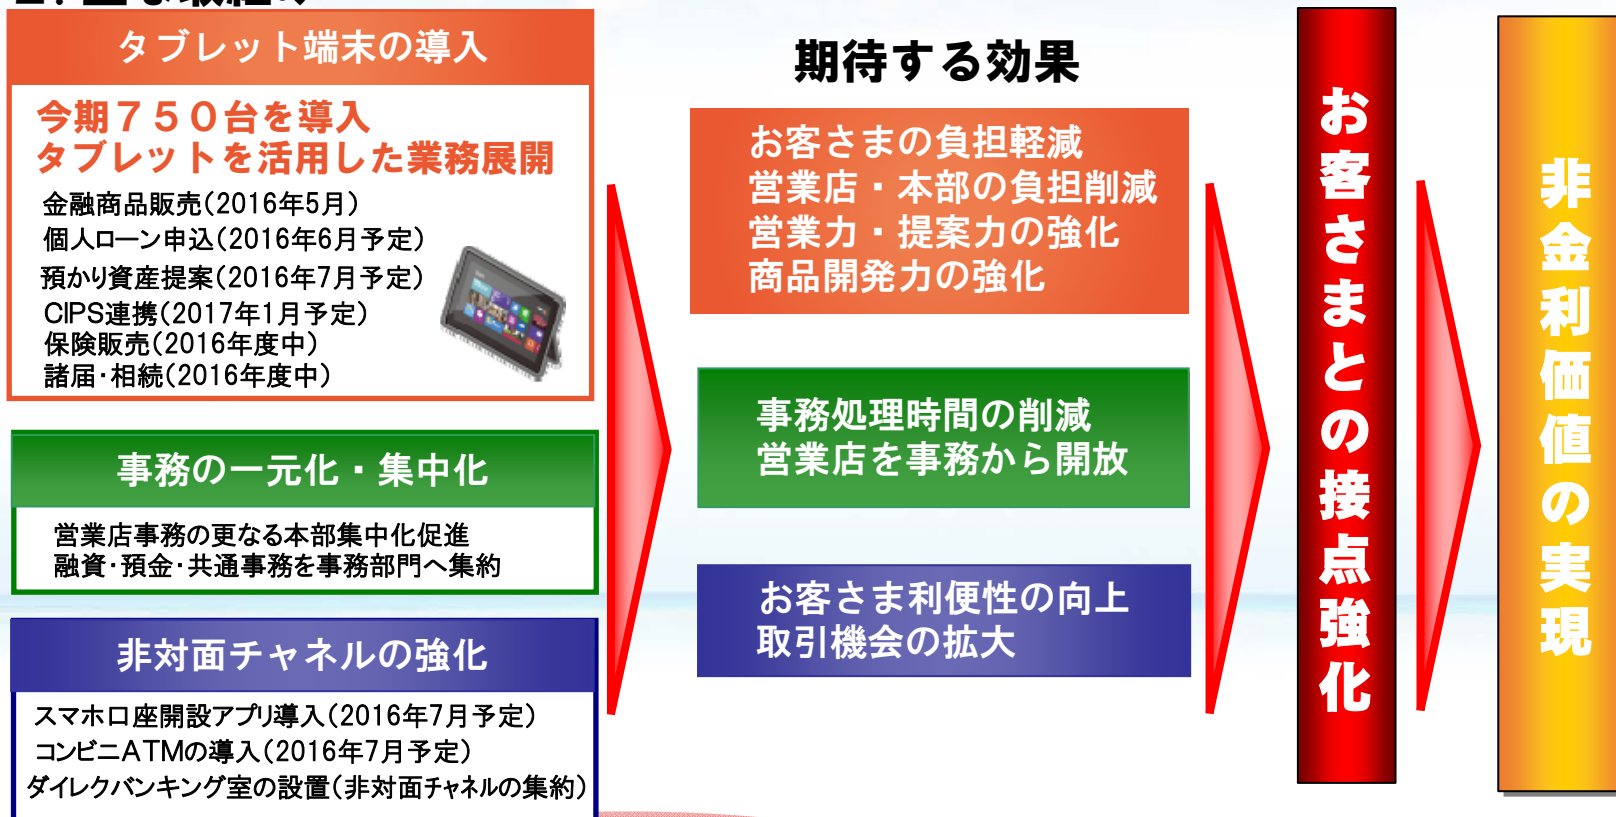 タブレット端末の導入
今期７５０台を導入
タブレットを活用した業務展開
金融商品販売(2016年5月)
個人ローン申込(2016年6月予定)
預かり資産提案(2016年7月予定)
CIPS連携(2017年1月予定)
保険販売(2016年度中)
諸届・相続(2016年度中)
事務の一元化・集中化
営業店事務の更なる本部集中化促進
融資・預金・共通事務を事務部門へ集約
非対面チャネルの強化
スマホ口座開設アプリ導入(2016年7月予定)
コンビニATMの導入(2016年7月予定)
ダイレクバンキング室の設置(非対面チャネルの集約)
期待する効果
お客さまの負担軽減
営業店・本部の負担削減
営業力・提案力の強化
商品開発力の強化
事務処理時間の削減
営業店を事務から開放
お客さま利便性の向上
取引機会の拡大
お客さまとの接点強化
非金利価値の実現